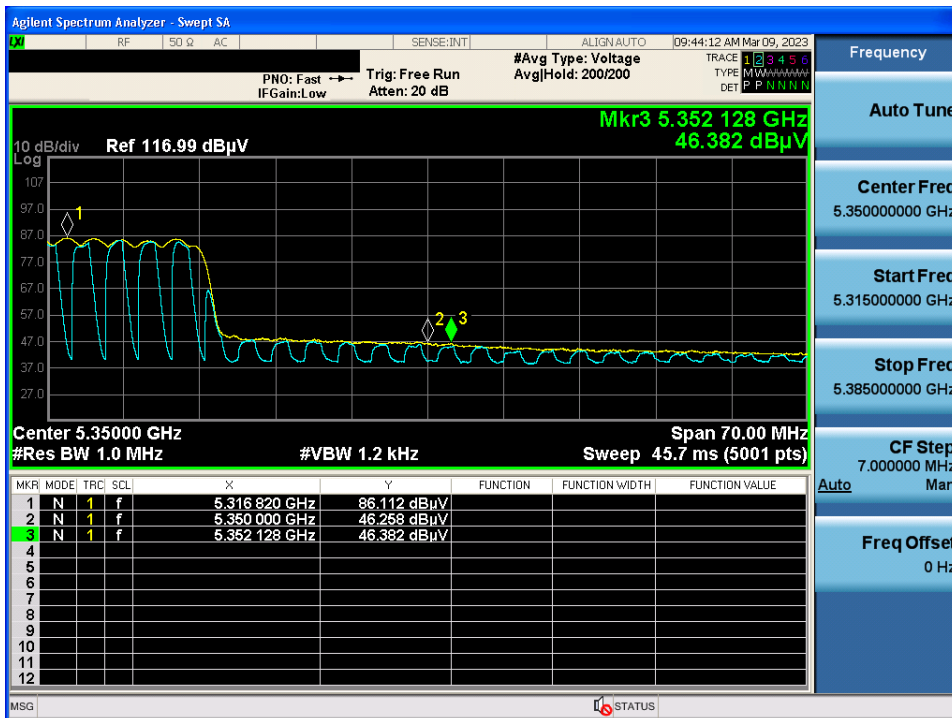 Agilent Spectrum Analyzer - Swept SA
LXI RF 50 Ω AC SENSE:INT ALIGN AUTO 09:44:12 AM Mar 09, 2023
Frequency
#Avg Type: Voltage TRACE 1 2 3 4 5 6
PNO: Fast Trig: Free Run Avg|Hold: 200/200 TYPE M W
IFGain:Low Atten: 20 dB DET P P N N N N
Auto Tune
Mkr3 5.352 128 GHz
10 dB/div Ref 116.99 dBµV 46.382 dBµV
Log
107
97.0
87.0
77.0
67.0
57.0
47.0
37.0
27.0
1
2 3
Center 5.35000 GHz Span 70.00 MHz
#Res BW 1.0 MHz #VBW 1.2 kHz Sweep 45.7 ms (5001 pts)
MKR MODE TRC SCL X Y FUNCTION FUNCTION WIDTH FUNCTION VALUE
1 N 1 f 5.316 820 GHz 86.112 dBµV
2 N 1 f 5.350 000 GHz 46.258 dBµV
3 N 1 f 5.352 128 GHz 46.382 dBµV
4
5
6
7
8
9
10
11
12
Center Freq
5.350000000 GHz
Start Freq
5.315000000 GHz
Stop Freq
5.385000000 GHz
CF Step
7.000000 MHz
Auto Man
Freq Offset
0 Hz
MSG STATUS